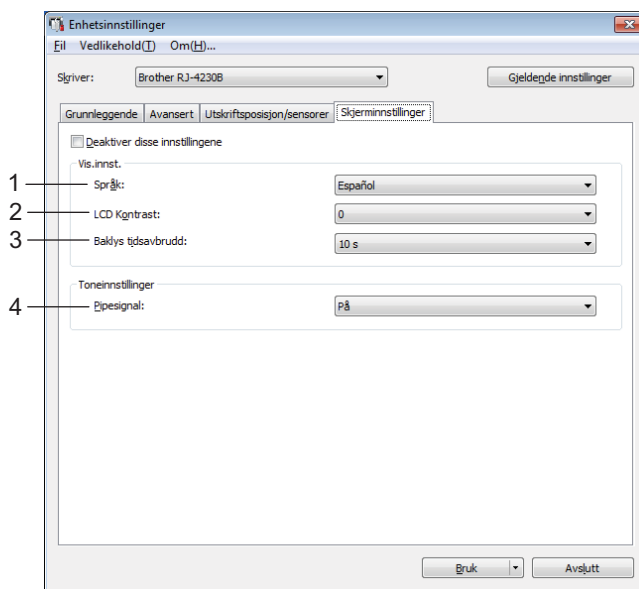 Enhetsinnstillinger
Fil Vedlikehold(T) Om(H)...
Skriver: Brother RJ-4230B Gjeldende innstillinger
Grunnleggende Avansert Utskriftsposisjon/sensorer Skjerminnstillinger
Deaktiver disse innstillingene
Vis.innst.
1 Språk: Español
2 LCD Kontrast: 0
3 Baklys tidsavbrudd: 10 s
Toneinnstillinger
4 Pipesignal: På
Bruk Avslutt